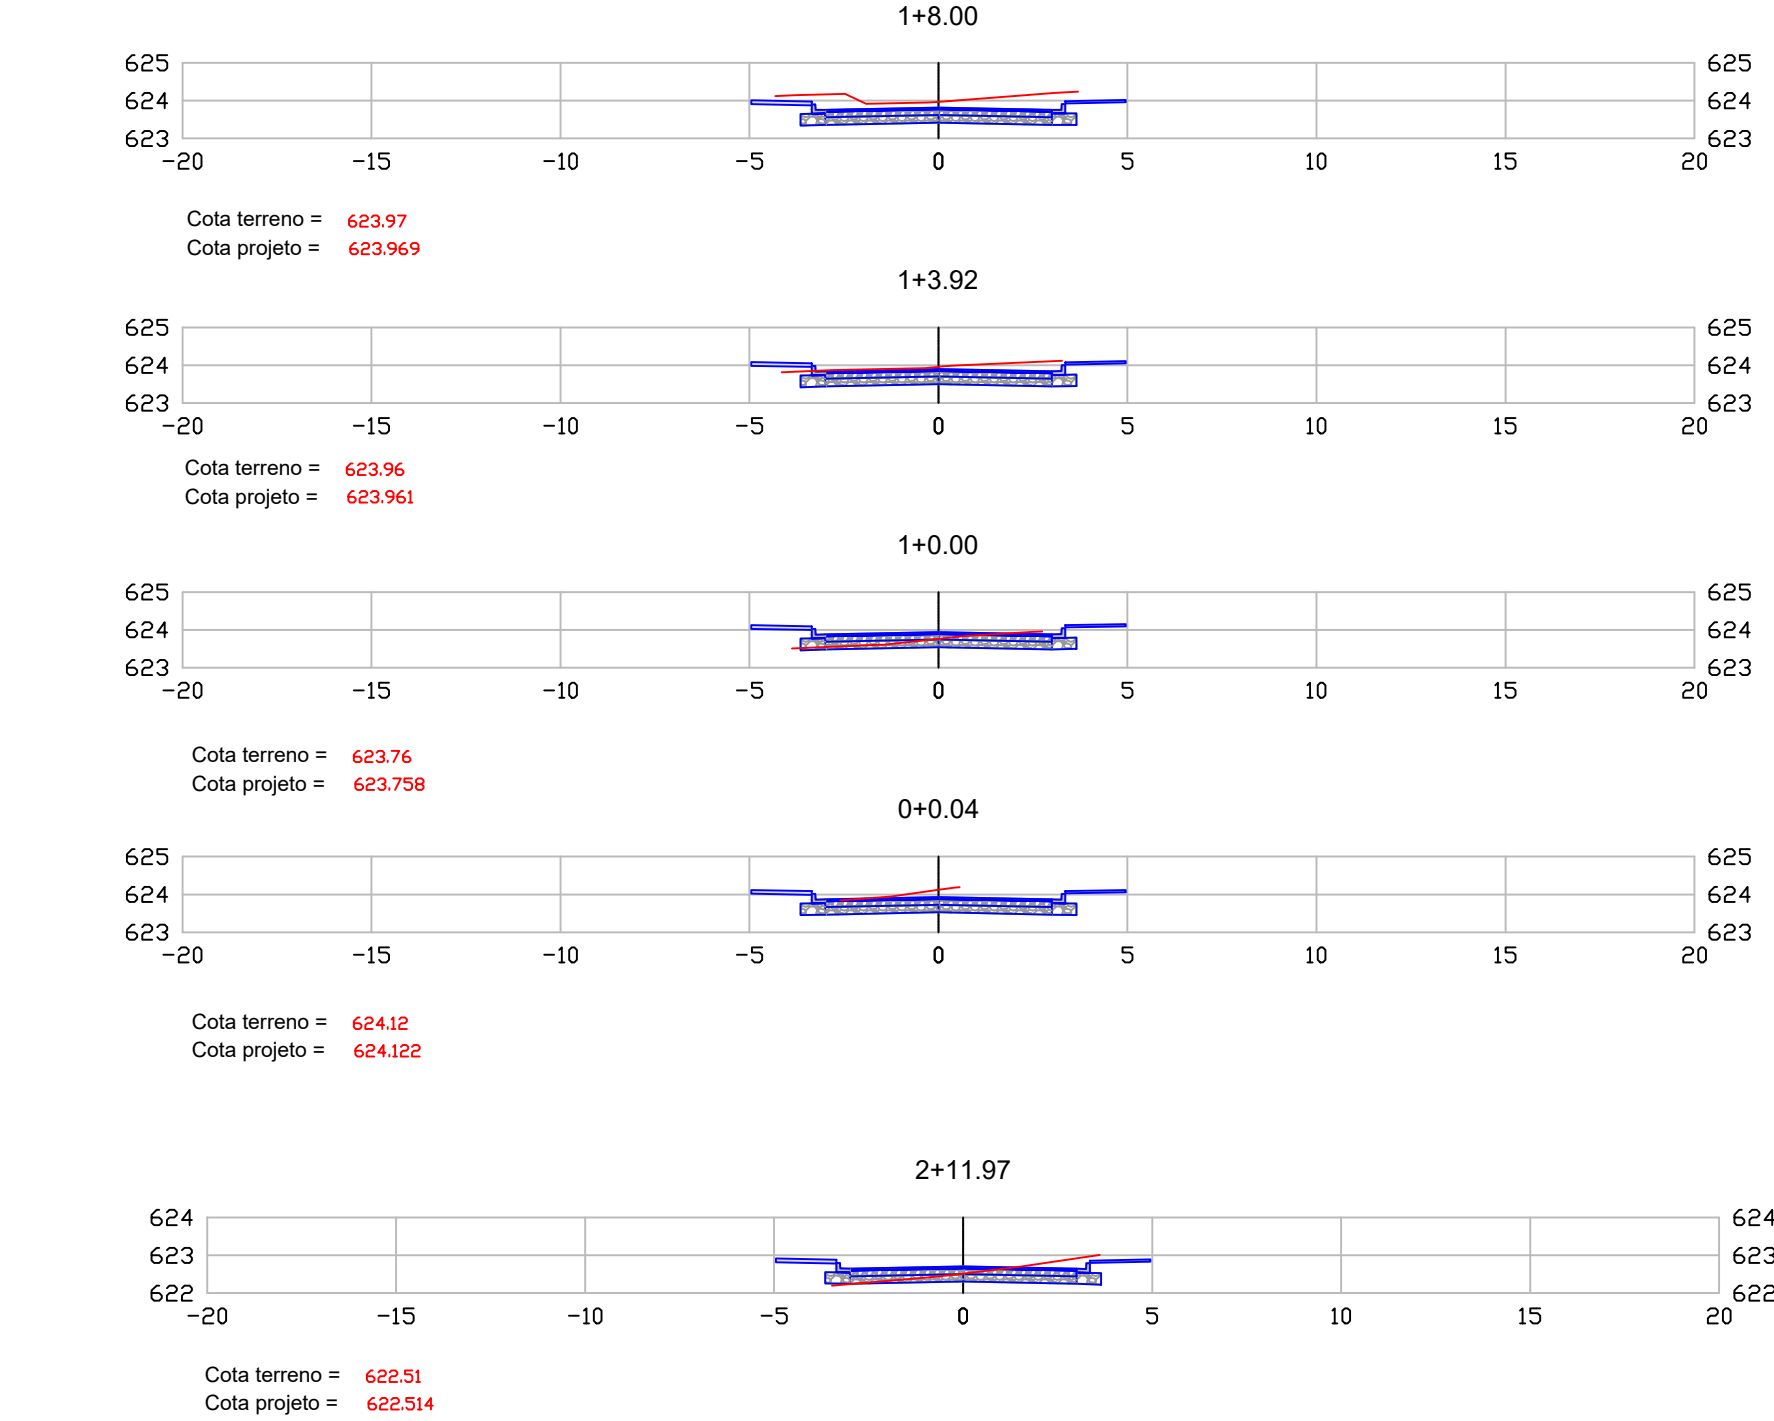 1+8.00
625 625
624 624
623 623
-20 -15 -10 -5 0 5 10 15 20
Cota terreno = 623.97
Cota projeto = 623.969
1+3.92
625 625
624 624
623 623
-20 -15 -10 -5 0 5 10 15 20
Cota terreno = 623.96
Cota projeto = 623.961
1+0.00
625 625
624 624
623 623
-20 -15 -10 -5 0 5 10 15 20
Cota terreno = 623.76
Cota projeto = 623.758
0+0.04
625 625
624 624
623 623
-20 -15 -10 -5 0 5 10 15 20
Cota terreno = 624.12
Cota projeto = 624.122
2+11.97
624 624
623 623
622 622
-20 -15 -10 -5 0 5 10 15 20
Cota terreno = 622.51
Cota projeto = 622.514